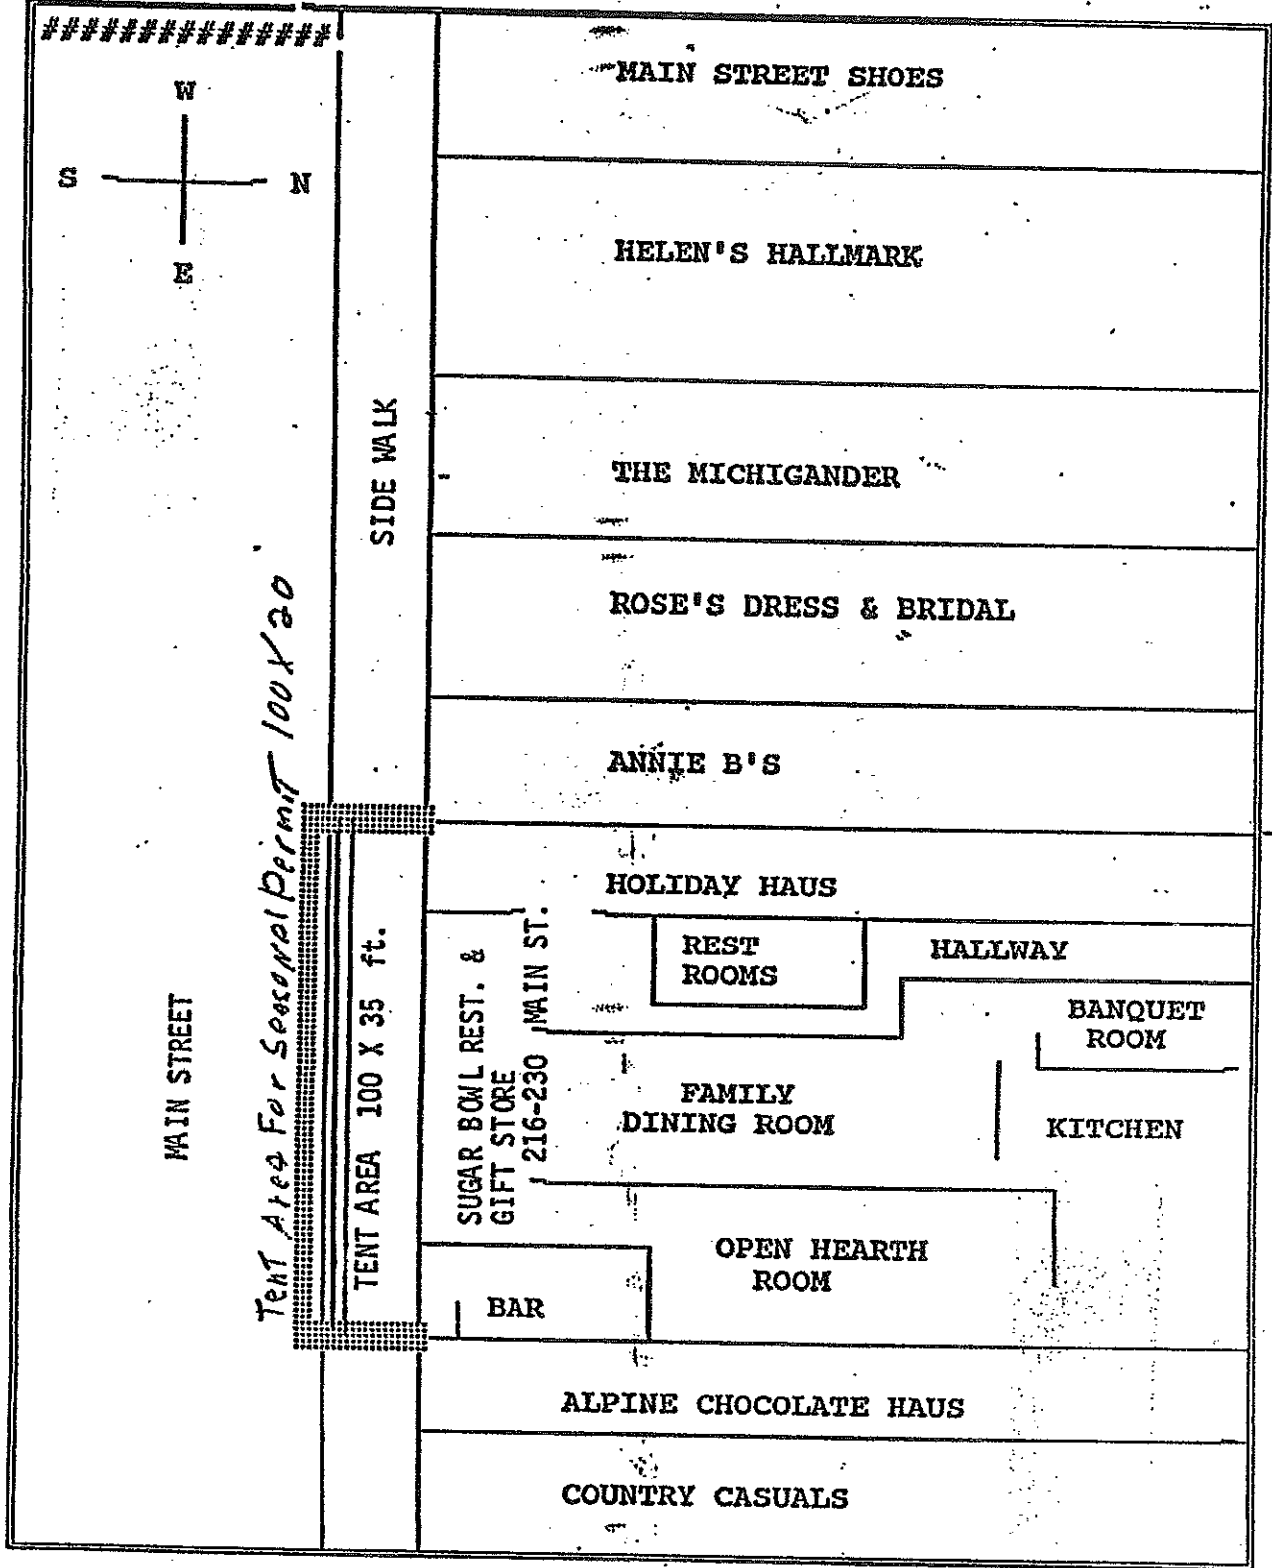 ###############
W
S N
E
MAIN STREET SHOES
HELEN'S HALLMARK
SIDE WALK
THE MICHIGANDER
ROSE'S DRESS & BRIDAL
ANNIE B'S
Tent Area For Seasonal Permit 100 X 20
HOLIDAY HAUS
MAIN STREET
TENT AREA 100 X 35 ft.
SUGAR BOWL REST. &
GIFT STORE
216-230 MAIN ST.
REST
ROOMS
HALLWAY
BANQUET
ROOM
FAMILY
DINING ROOM
KITCHEN
OPEN HEARTH
ROOM
BAR
ALPINE CHOCOLATE HAUS
COUNTRY CASUALS